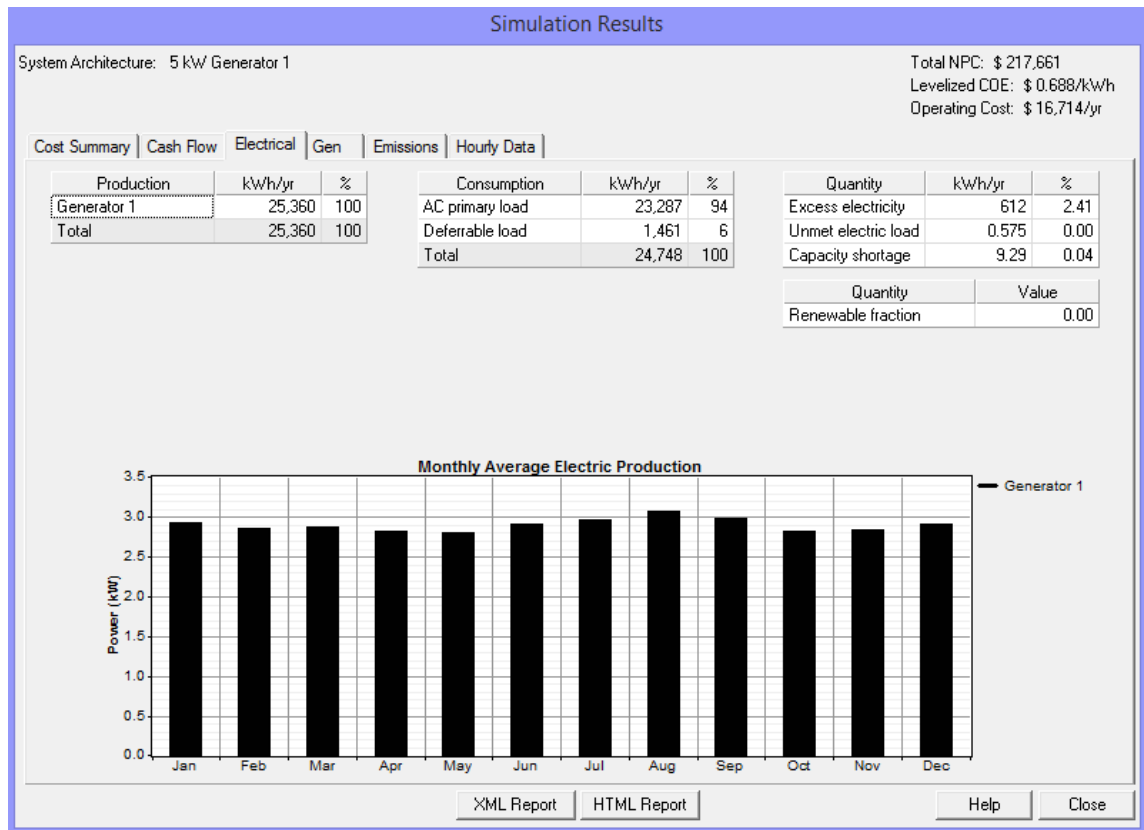 Simulation Results
System Architecture: 5 kW Generator 1
Total NPC: $ 217,661
Levelized COE: $ 0.688/kWh
Operating Cost: $ 16,714/yr
Cost Summary Cash Flow Electrical Gen Emissions Hourly Data
Production kWh/yr %
Generator 1 25,360 100
Total 25,360 100
Consumption kWh/yr %
AC primary load 23,287 94
Deferrable load 1,461 6
Total 24,748 100
Quantity kWh/yr %
Excess electricity 612 2.41
Unmet electric load 0.575 0.00
Capacity shortage 9.29 0.04
Quantity Value
Renewable fraction 0.00
Monthly Average Electric Production
3.5
3.0
2.5
2.0
1.5
1.0
0.5
0.0
Power (kW)
Jan Feb Mar Apr May Jun Jul Aug Sep Oct Nov Dec
Generator 1
XML Report HTML Report Help Close